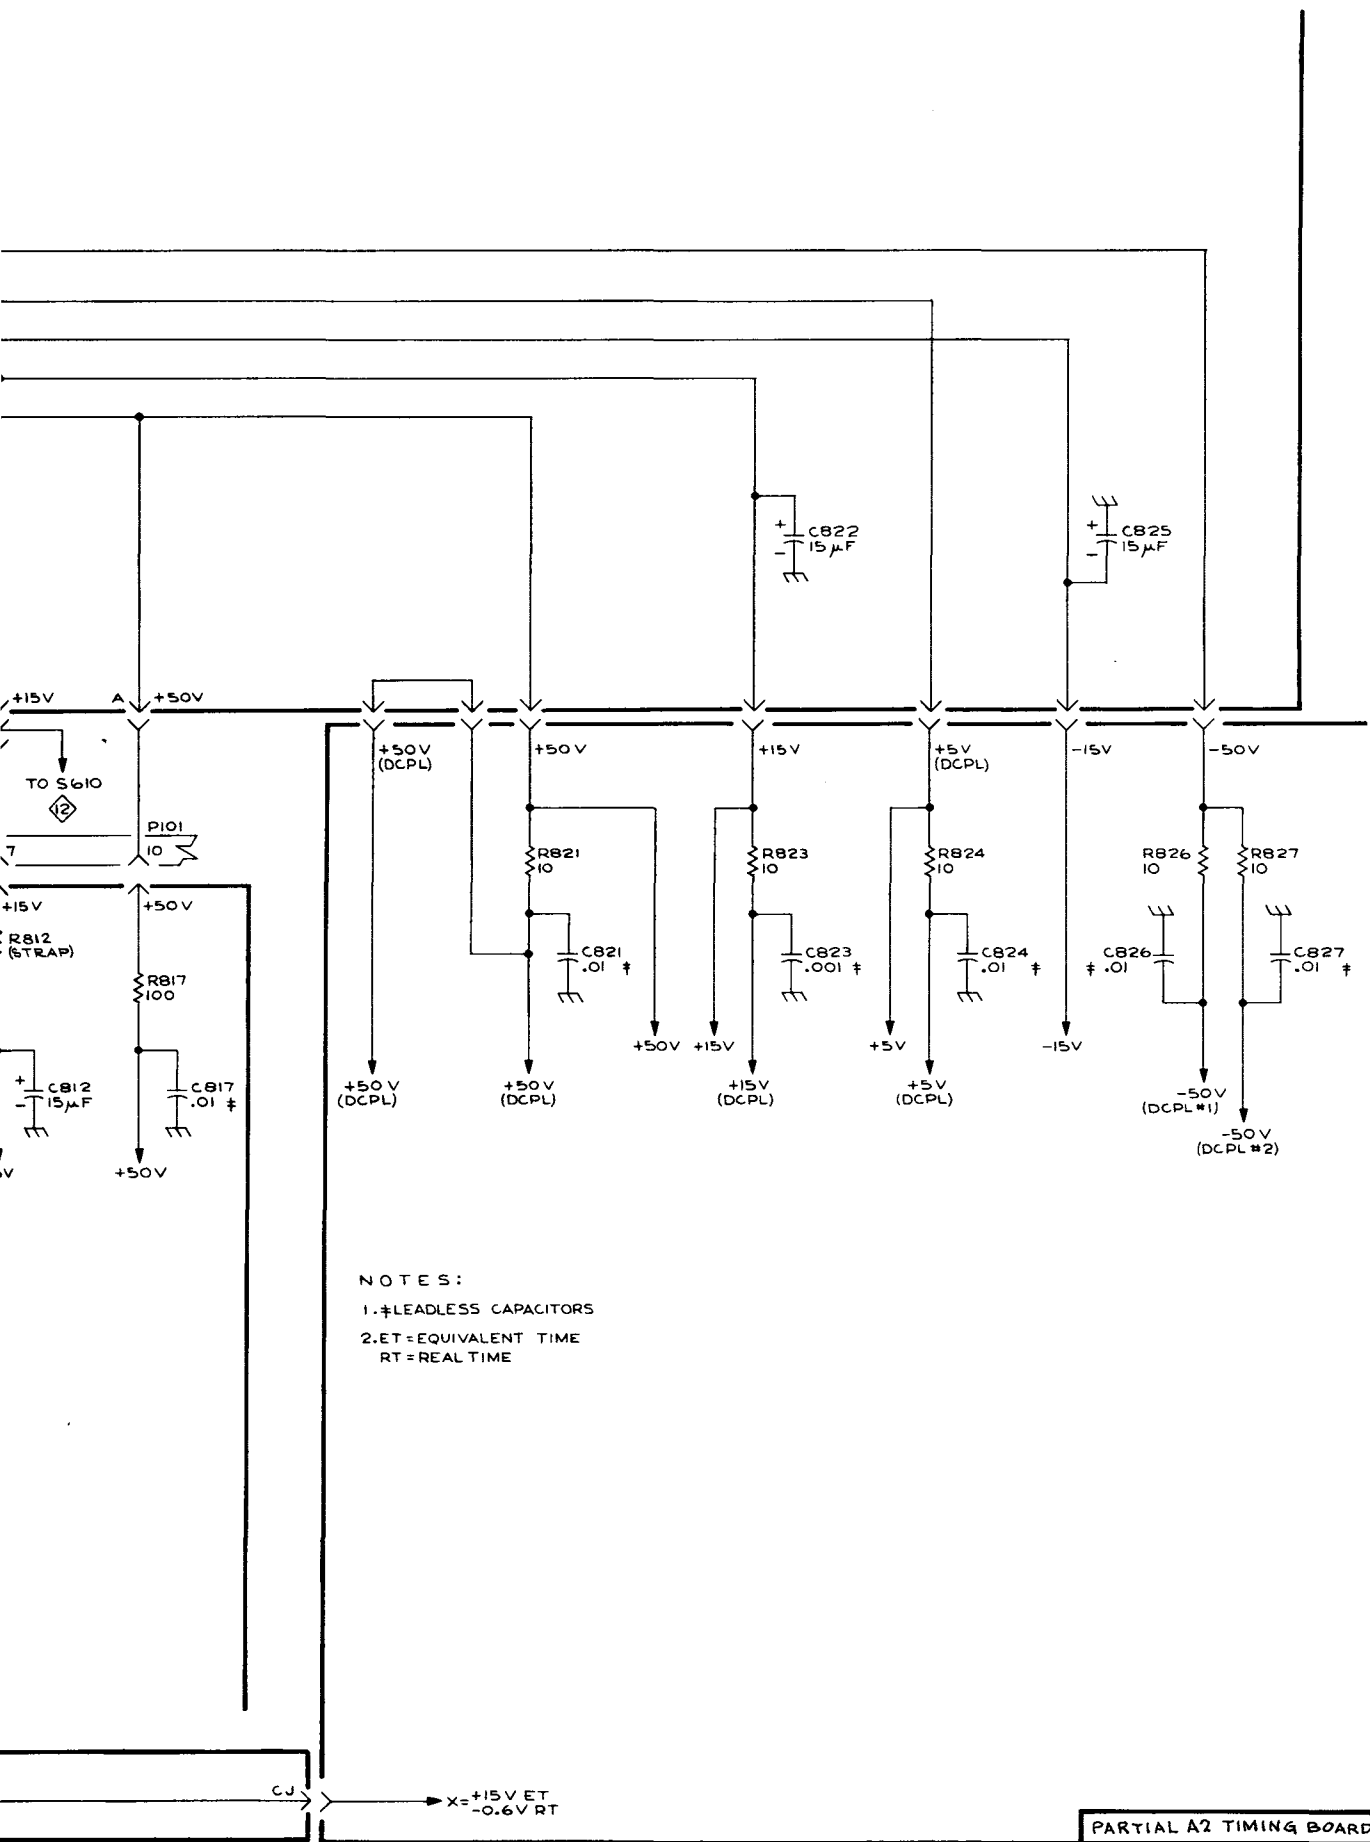 +
-
C822
15µF
+
-
C825
15µF
+15V
A
+50V
TO S610
12
+50V
(DCPL)
+50V
+15V
+5V
(DCPL)
-15V
-50V
P101
7
10
+15V
+50V
R812
(STRAP)
R817
100
R821
10
R823
10
R824
10
R826
10
R827
10
C821
.01 ‡
C823
.001 ‡
C824
.01 ‡
C826
‡ .01
C827
.01 ‡
+50V
+15V
+5V
-15V
+
-
C812
15µF
C817
.01 ‡
V
+50V
+50V
(DCPL)
+50V
(DCPL)
+15V
(DCPL)
+5V
(DCPL)
-50V
(DCPL#1)
-50V
(DCPL#2)
NOTES:
1.‡LEADLESS CAPACITORS
2.ET=EQUIVALENT TIME
RT=REAL TIME
CJ
X=+15V ET
-0.6V RT
PARTIAL A2 TIMING BOARD